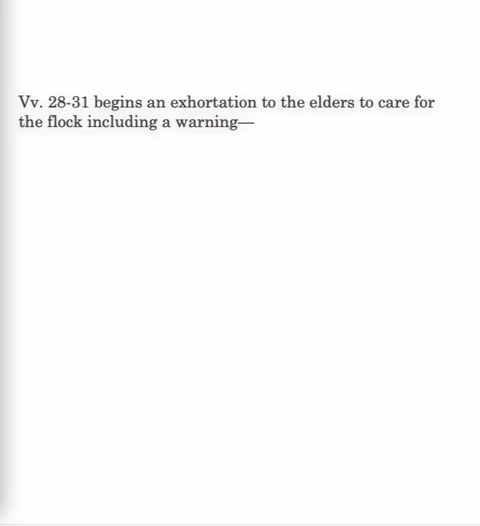 Vv. 28-31 begins an exhortation to the elders to care for
the flock including a warning—